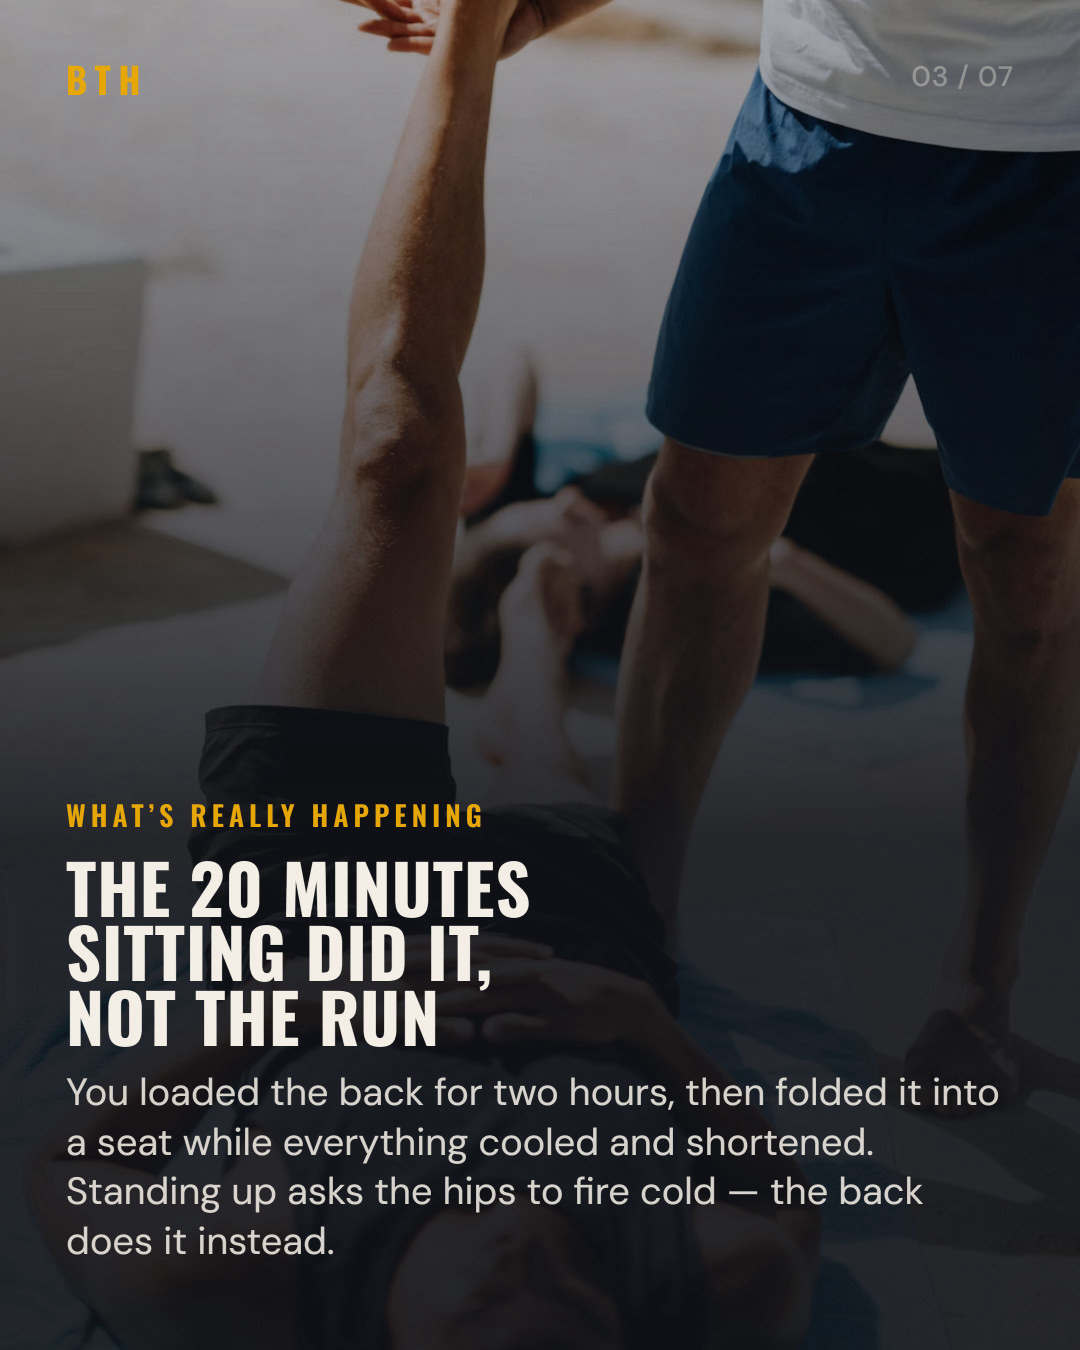 BTH
03 / 07
WHAT’S REALLY HAPPENING
THE 20 MINUTES
SITTING DID IT,
NOT THE RUN
You loaded the back for two hours, then folded it into
a seat while everything cooled and shortened.
Standing up asks the hips to fire cold — the back
does it instead.